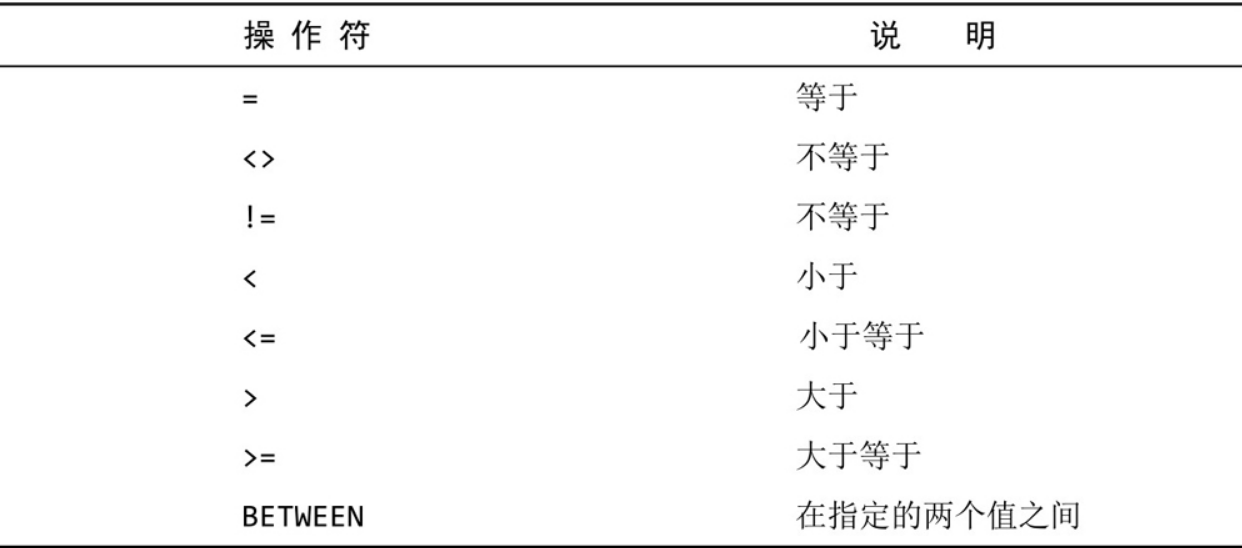 操作符 说明
= 等于
<> 不等于
!= 不等于
< 小于
<= 小于等于
> 大于
>= 大于等于
BETWEEN 在指定的两个值之间